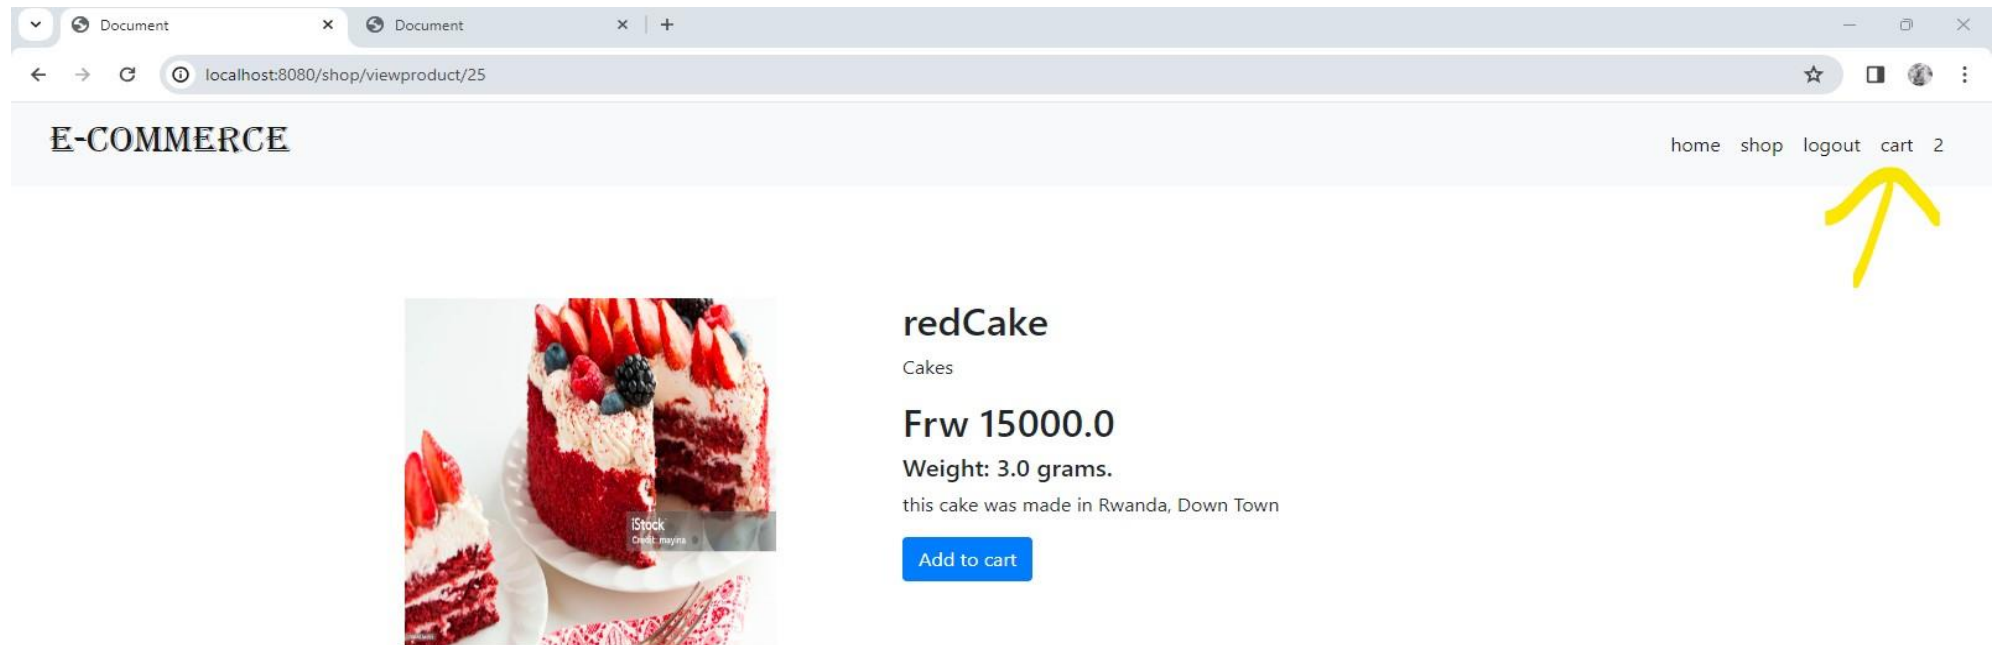 Document
Document
localhost:8080/shop/viewproduct/25
E-COMMERCE
home shop logout cart 2
redCake
Cakes
Frw 15000.0
Weight: 3.0 grams.
this cake was made in Rwanda, Down Town
Add to cart
iStock
Credit: mayina